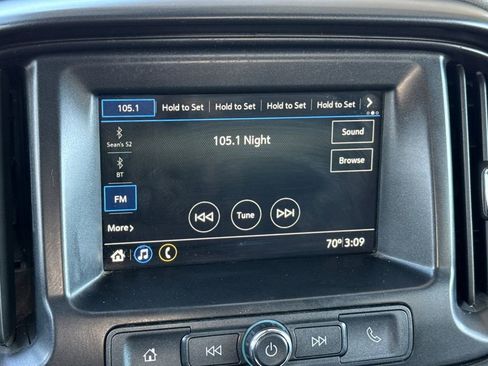 105.1 Hold to Set Hold to Set Hold to Set Hold to Set
Sean's S2
105.1 Night
Sound
BT
Browse
FM
Tune
More
70° 3:09